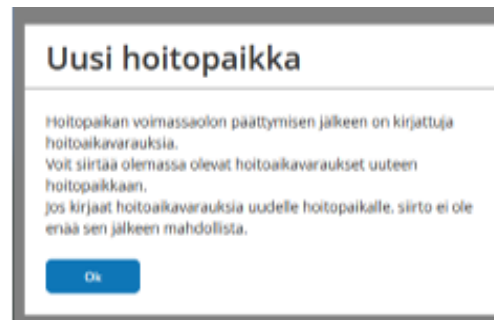 Uusi hoitopaikka
Hoitopaikan voimassaolon päättymisen jälkeen on kirjattuja
hoitoaikavarauksia.
Voit siirtää olemassa olevat hoitoaikavaraukset uuteen
hoitopaikkaan.
Jos kirjaat hoitoaikavarauksia uudelle hoitopaikalle, siirto ei ole
enää sen jälkeen mahdollista.
Ok